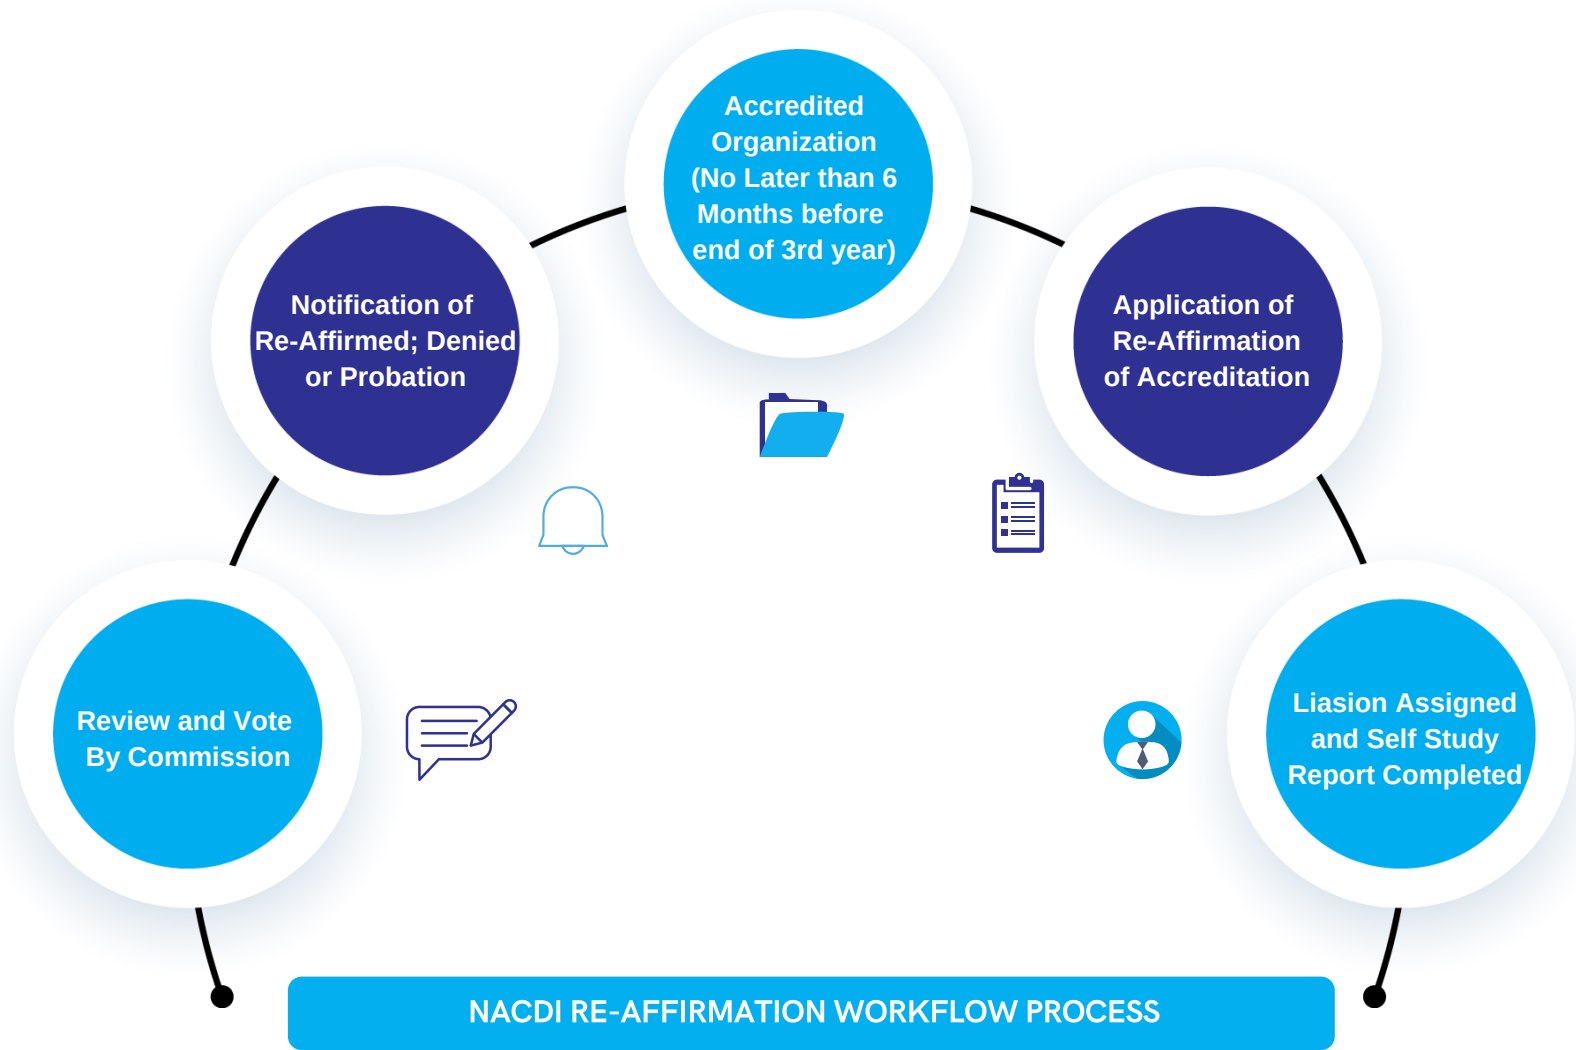 Accredited
Organization
(No Later than 6
Months before
end of 3rd year)
Notification of
Re-Affirmed; Denied
or Probation
Application of
Re-Affirmation
of Accreditation
Review and Vote
By Commission
Liasion Assigned
and Self Study
Report Completed
NACDI RE-AFFIRMATION WORKFLOW PROCESS